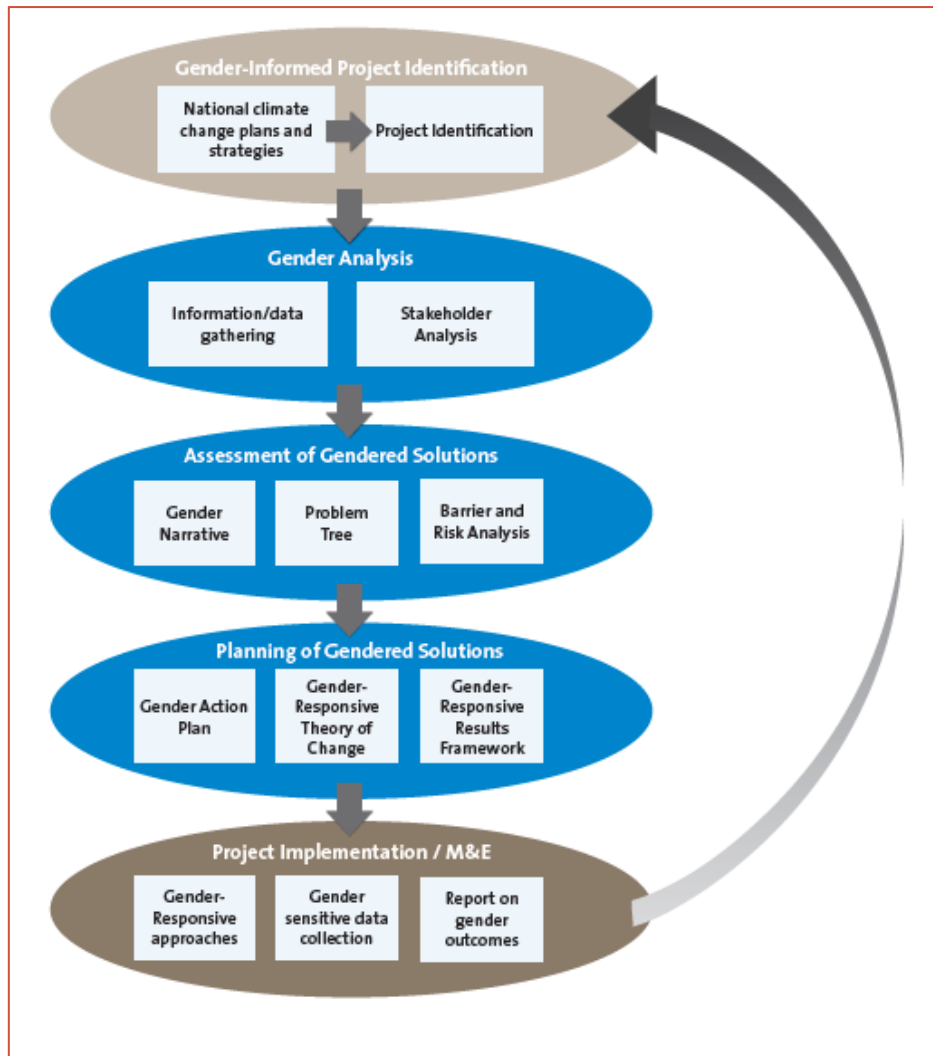 Gender-Informed Project Identification
National climate
change plans and
strategies
Project Identification
Gender Analysis
Information/data
gathering
Stakeholder
Analysis
Assessment of Gendered Solutions
Gender
Narrative
Problem
Tree
Barrier and
Risk Analysis
Planning of Gendered Solutions
Gender Action
Plan
Gender-
Responsive
Theory of
Change
Gender-
Responsive
Results
Framework
Project Implementation / M&E
Gender-
Responsive
approaches
Gender
sensitive data
collection
Report on
gender
outcomes